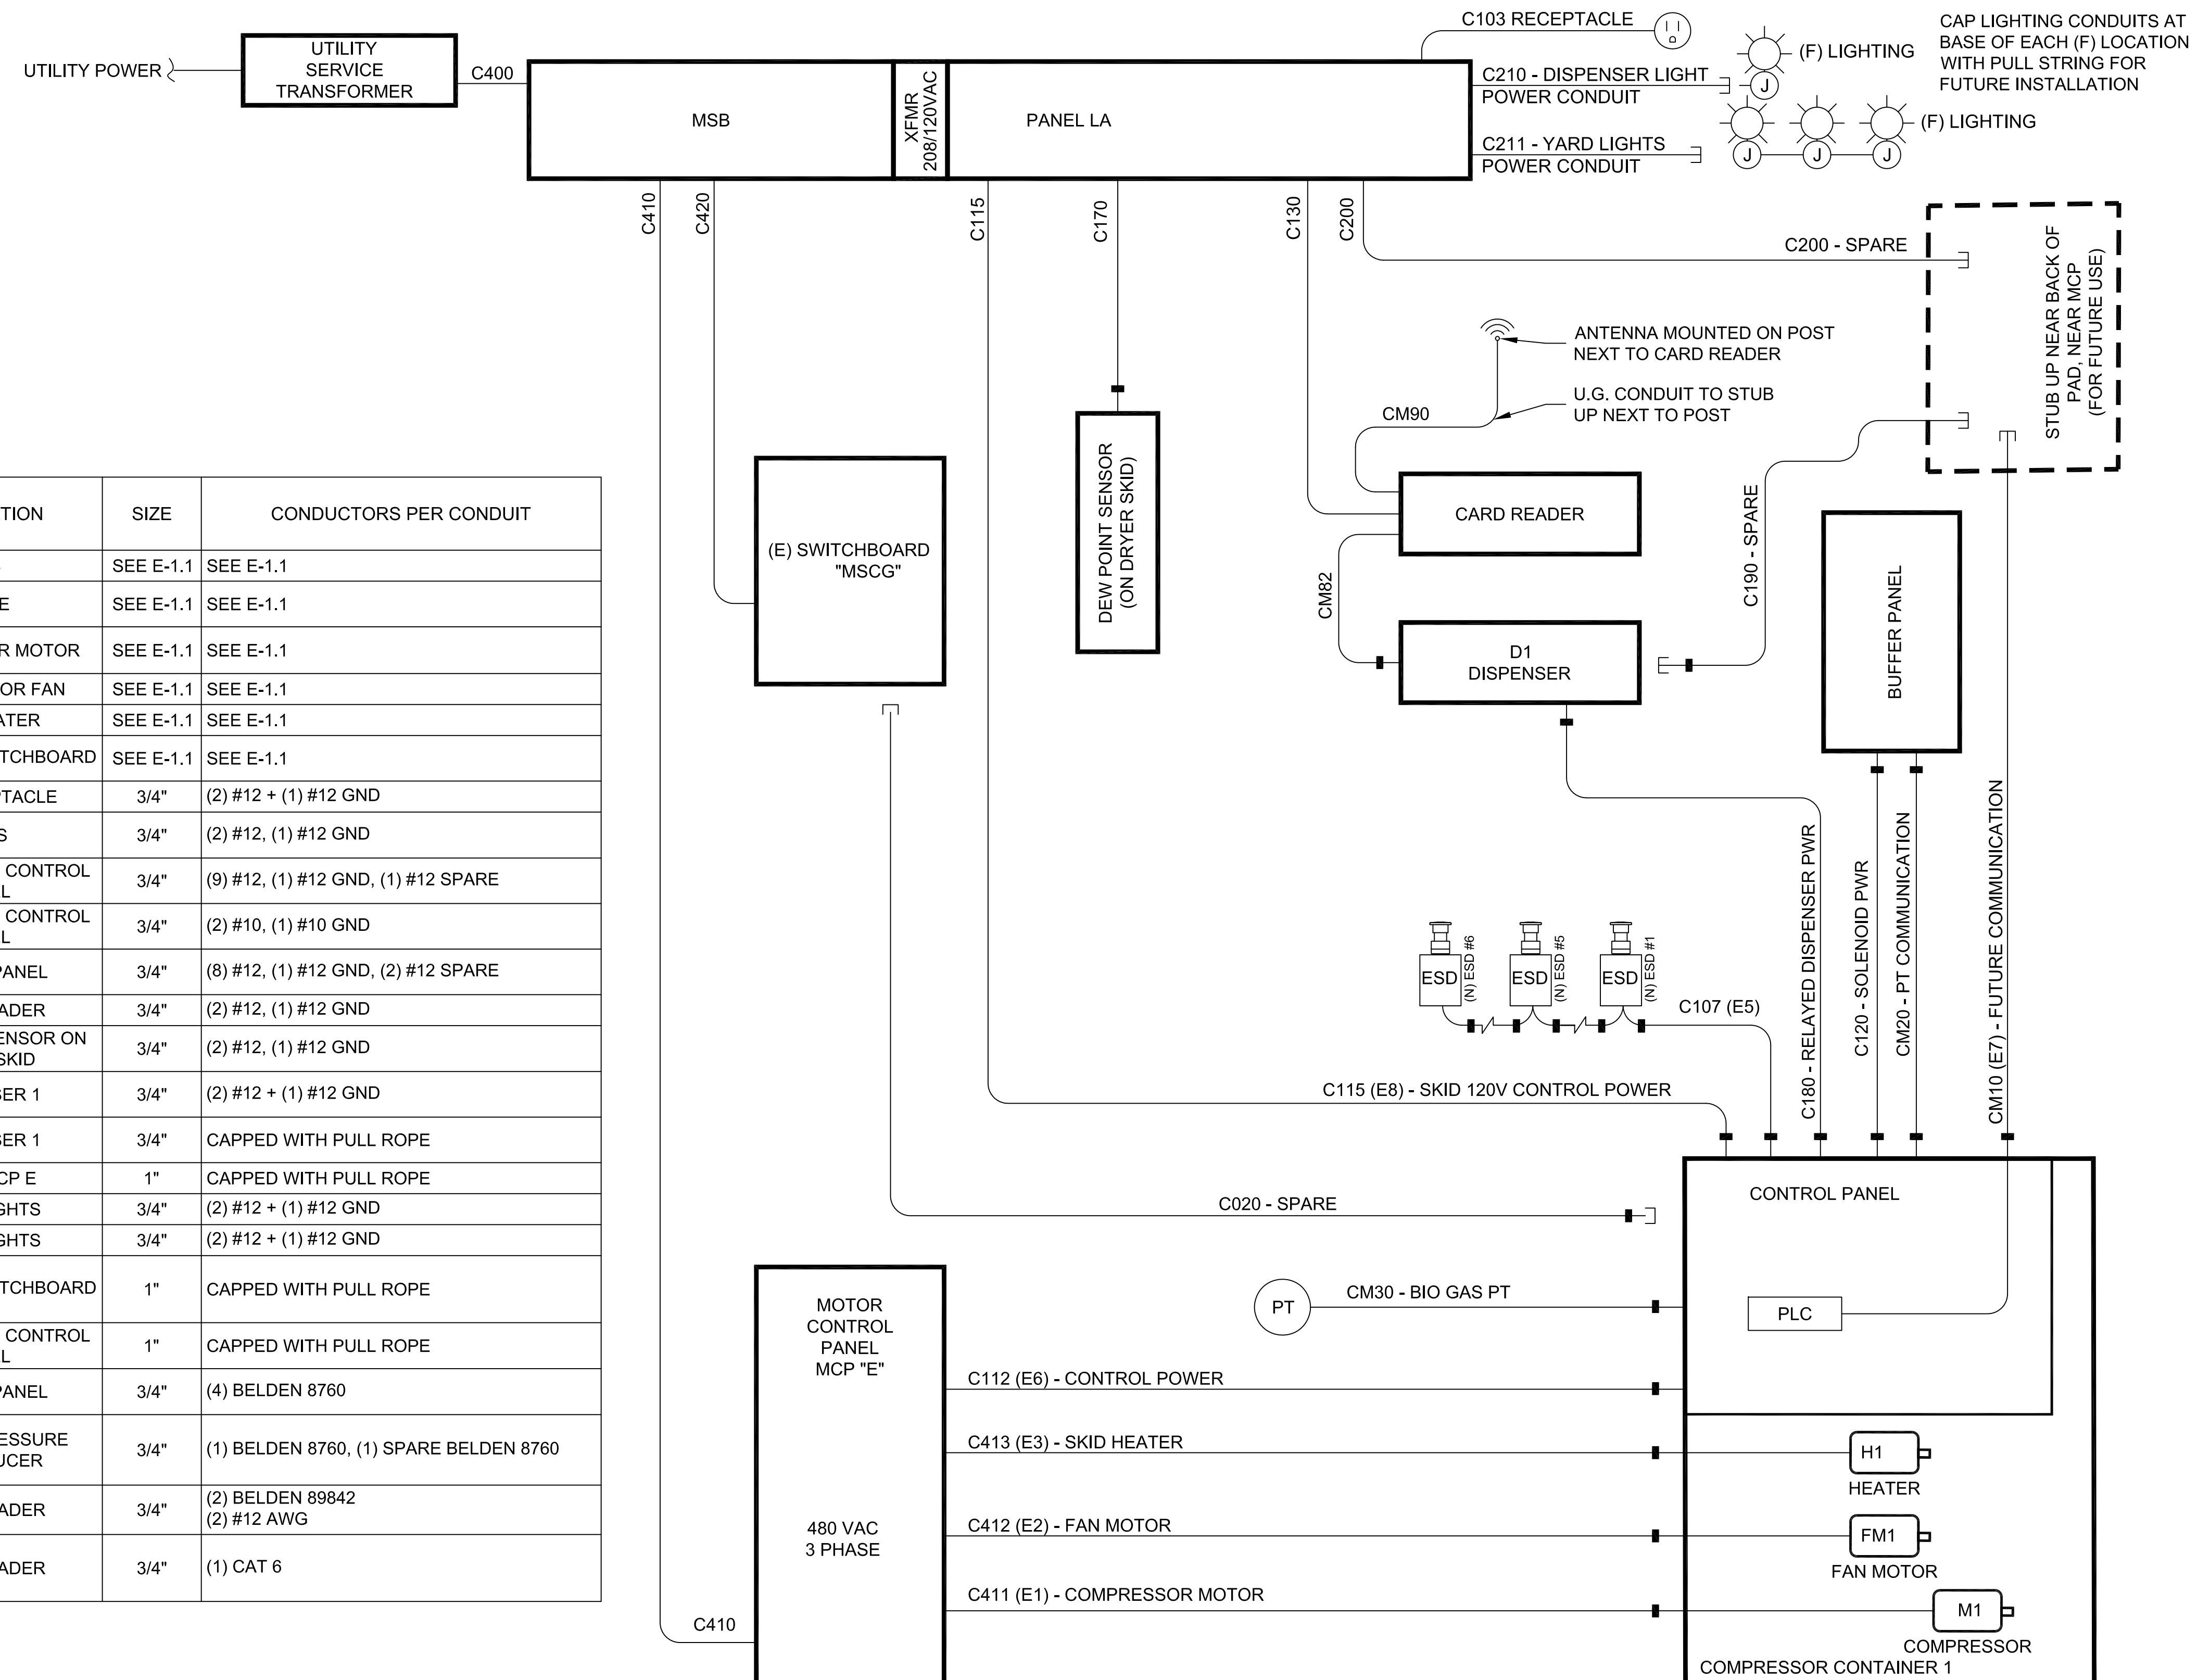 UTILITY POWER
UTILITY
SERVICE
TRANSFORMER
C400
MSB
XFMR
208/120VAC
PANEL LA
C103 RECEPTACLE
C210 - DISPENSER LIGHT
POWER CONDUIT
C211 - YARD LIGHTS
POWER CONDUIT
(F) LIGHTING
J
(F) LIGHTING
J
J
J
CAP LIGHTING CONDUITS AT
BASE OF EACH (F) LOCATION
WITH PULL STRING FOR
FUTURE INSTALLATION
C410
C420
C115
C170
C130
C200
C200 - SPARE
STUB UP NEAR BACK OF
PAD, NEAR MCP
(FOR FUTURE USE)
ANTENNA MOUNTED ON POST
NEXT TO CARD READER
U.G. CONDUIT TO STUB
UP NEXT TO POST
CM90
CARD READER
CM82
D1
DISPENSER
C190 - SPARE
BUFFER PANEL
DEW POINT SENSOR
(ON DRYER SKID)
(E) SWITCHBOARD
"MSCG"
TION SIZE CONDUCTORS PER CONDUIT
SEE E-1.1 SEE E-1.1
E SEE E-1.1 SEE E-1.1
R MOTOR SEE E-1.1 SEE E-1.1
OR FAN SEE E-1.1 SEE E-1.1
ATER SEE E-1.1 SEE E-1.1
TCHBOARD SEE E-1.1 SEE E-1.1
PTACLE 3/4" (2) #12 + (1) #12 GND
S 3/4" (2) #12, (1) #12 GND
CONTROL
L 3/4" (9) #12, (1) #12 GND, (1) #12 SPARE
CONTROL
L 3/4" (2) #10, (1) #10 GND
PANEL 3/4" (8) #12, (1) #12 GND, (2) #12 SPARE
ADER 3/4" (2) #12, (1) #12 GND
ENSOR ON
SKID 3/4" (2) #12, (1) #12 GND
SER 1 3/4" (2) #12 + (1) #12 GND
SER 1 3/4" CAPPED WITH PULL ROPE
CP E 1" CAPPED WITH PULL ROPE
GHTS 3/4" (2) #12 + (1) #12 GND
GHTS 3/4" (2) #12 + (1) #12 GND
TCHBOARD 1" CAPPED WITH PULL ROPE
CONTROL
L 1" CAPPED WITH PULL ROPE
PANEL 3/4" (4) BELDEN 8760
ESSURE
UCER 3/4" (1) BELDEN 8760, (1) SPARE BELDEN 8760
ADER 3/4" (2) BELDEN 89842
(2) #12 AWG
ADER 3/4" (1) CAT 6
ESD
(N) ESD #6
ESD
(N) ESD #5
ESD
(N) ESD #1
C107 (E5)
C180 - RELAYED DISPENSER PWR
C120 - SOLENOID PWR
CM20 - PT COMMUNICATION
CM10 (E7) - FUTURE COMMUNICATION
C115 (E8) - SKID 120V CONTROL POWER
C020 - SPARE
CONTROL PANEL
PLC
PT
CM30 - BIO GAS PT
MOTOR
CONTROL
PANEL
MCP "E"
480 VAC
3 PHASE
C112 (E6) - CONTROL POWER
C413 (E3) - SKID HEATER
H1
HEATER
C412 (E2) - FAN MOTOR
FM1
FAN MOTOR
C411 (E1) - COMPRESSOR MOTOR
M1
COMPRESSOR
C410
COMPRESSOR CONTAINER 1